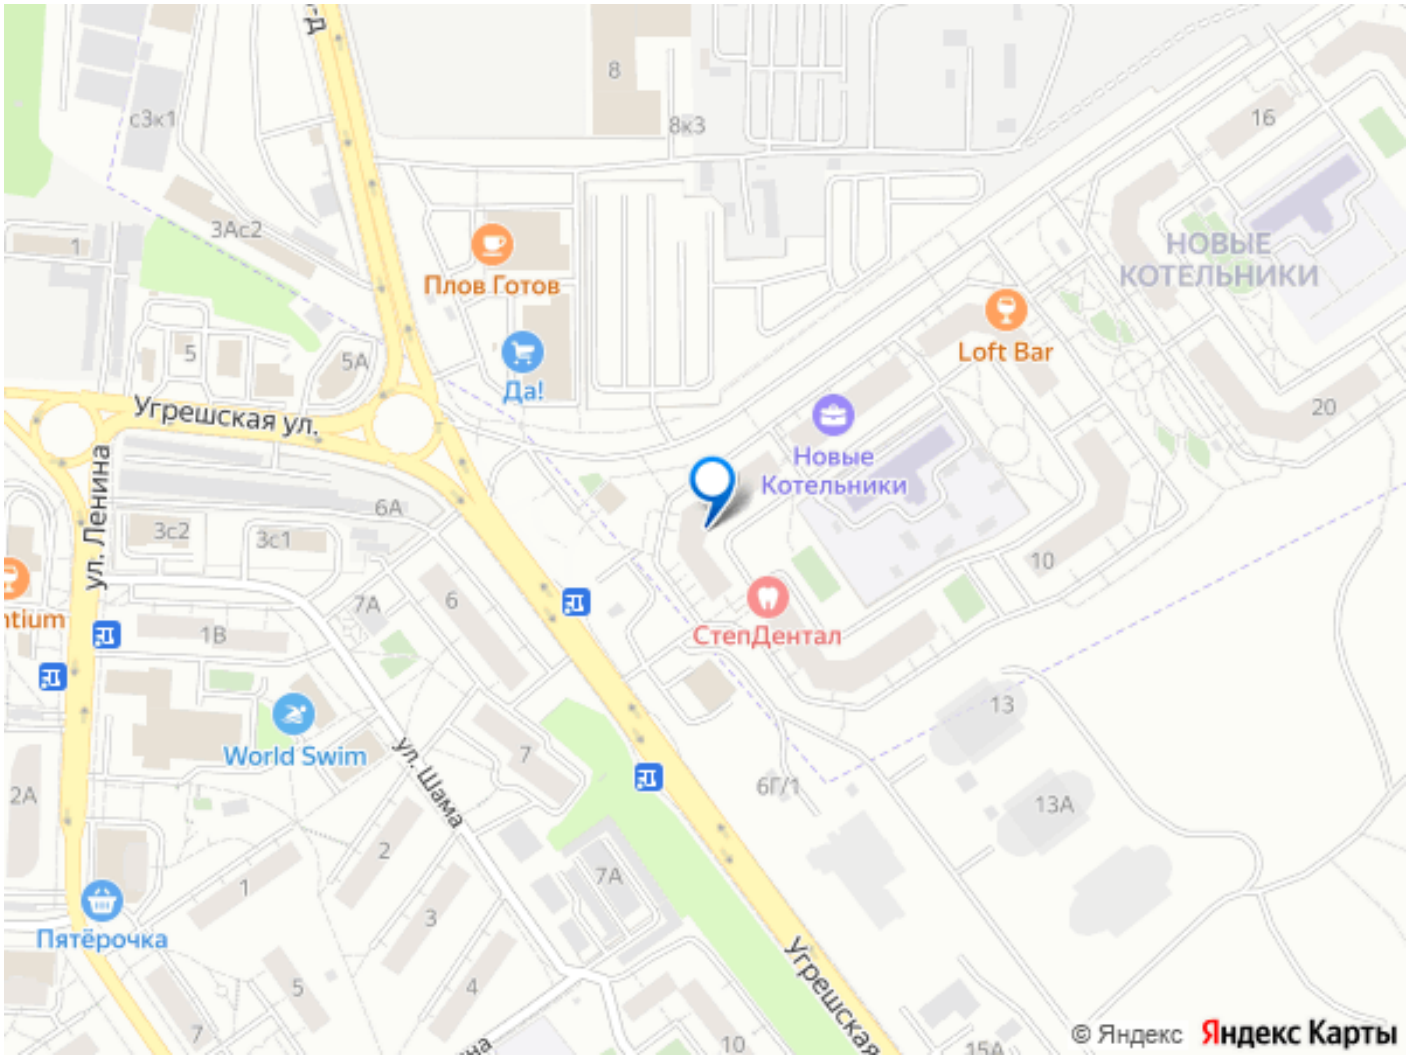 -д
8
с3к1
8к3
16
3Ас2
1
НОВЫЕ
КОТЕЛЬНИКИ
Плов Готов
5
5А
Loft Bar
Да!
Угрешская ул.
20
ул. Ленина
Новые
Котельники
6А
3с2
3с1
10
ntium
7А
6
1В
СтепДентал
13
World Swim
7
ул. Шама
6Г/1
2А
13А
2
7А
1
3
Пятёрочка
5
4
Угрешская
7
10
на
15А
© Яндекс Яндекс Карты